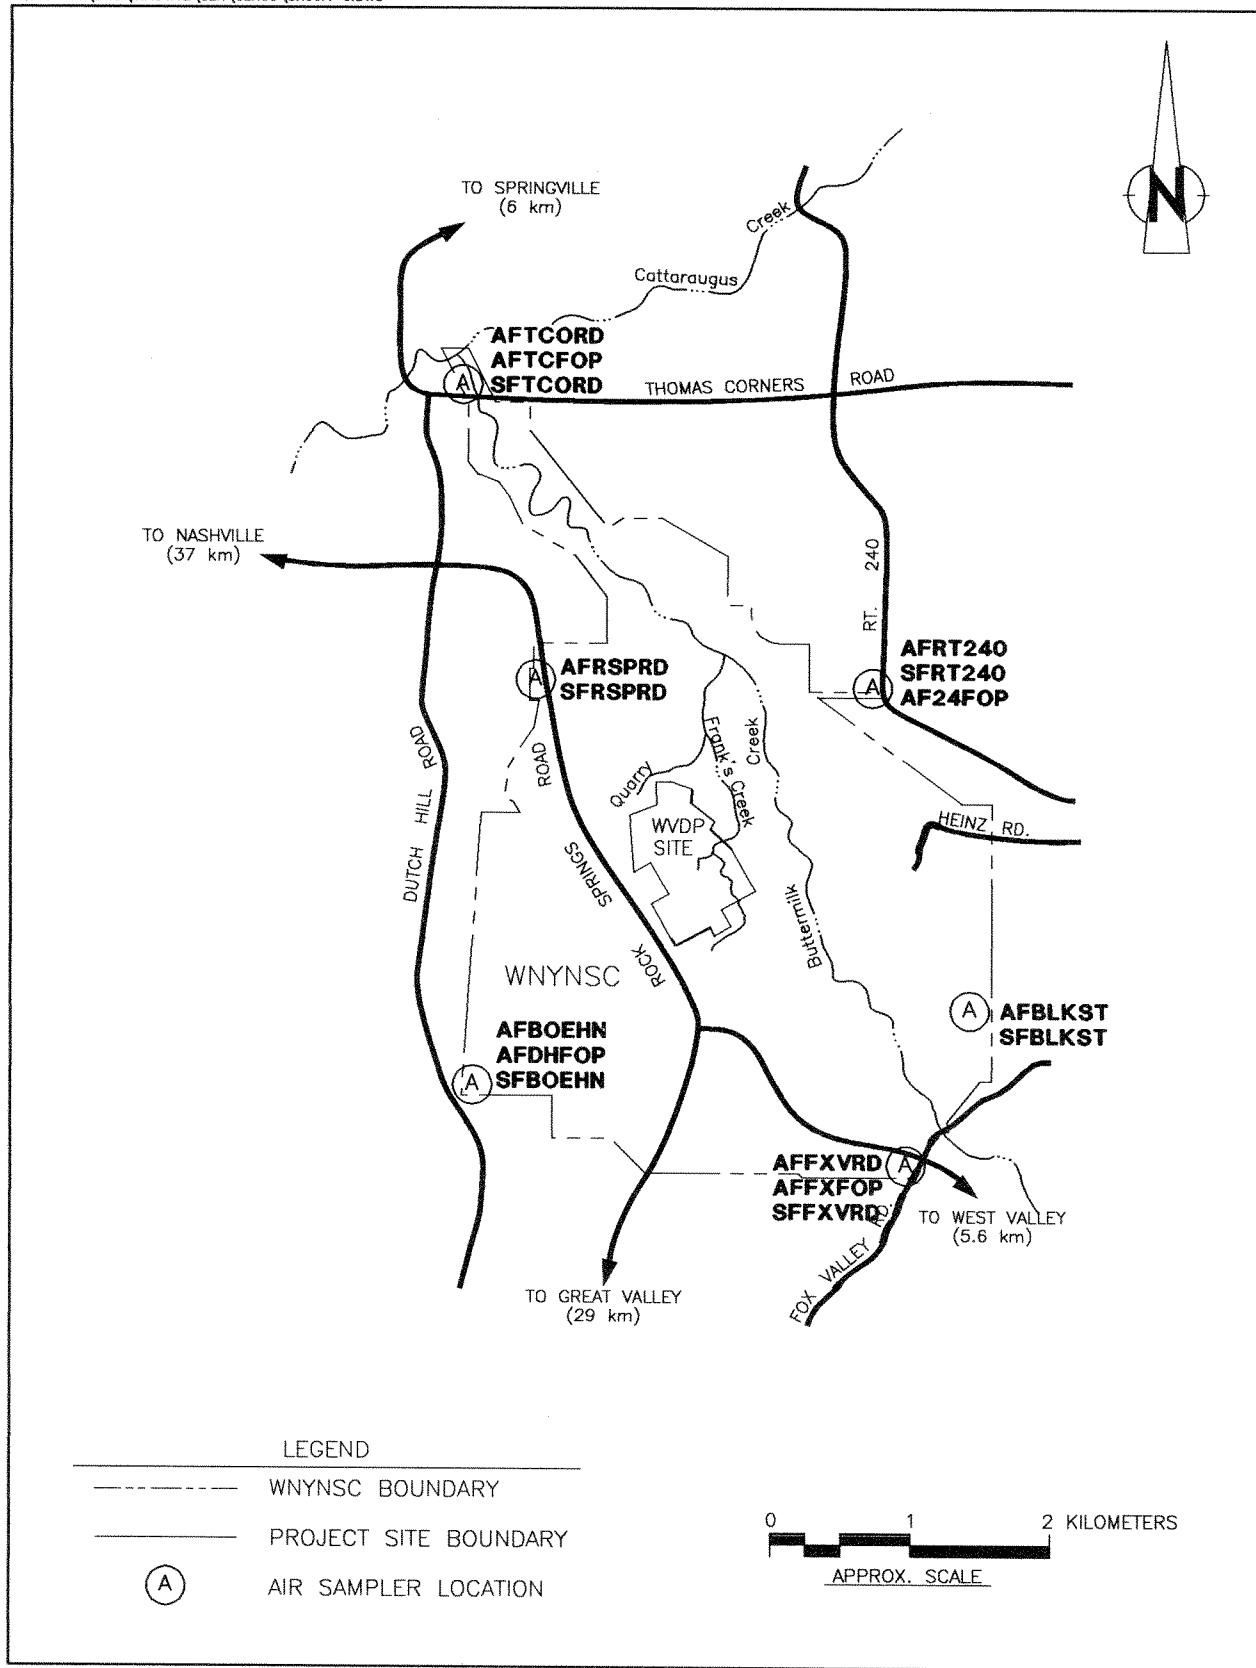 N
TO SPRINGVILLE
(6 km)
Cattaraugus Creek
AFTCORD
AFTCFOP
SFTCORD
THOMAS CORNERS ROAD
TO NASHVILLE
(37 km)
RT. 240
A
A
A
AFRT240
SFRT240
AF24FOP
AFRSPRD
SFRSPRD
DUTCH HILL ROAD
ROCK SPRINGS ROAD
Quarry
Frank's Creek
Buttermilk Creek
WVDP
SITE
HEINZ RD.
WNYNSC
A
AFBLKST
SFBLKST
AFBOEHN
AFDHFOP
SFBOEHN
A
AFFXVRD
AFFXFOP
SFFXVRD
A
FOX VALLEY RD.
TO WEST VALLEY
(5.6 km)
TO GREAT VALLEY
(29 km)
LEGEND
WNYNSC BOUNDARY
PROJECT SITE BOUNDARY
A AIR SAMPLER LOCATION
0 1 2 KILOMETERS
APPROX. SCALE